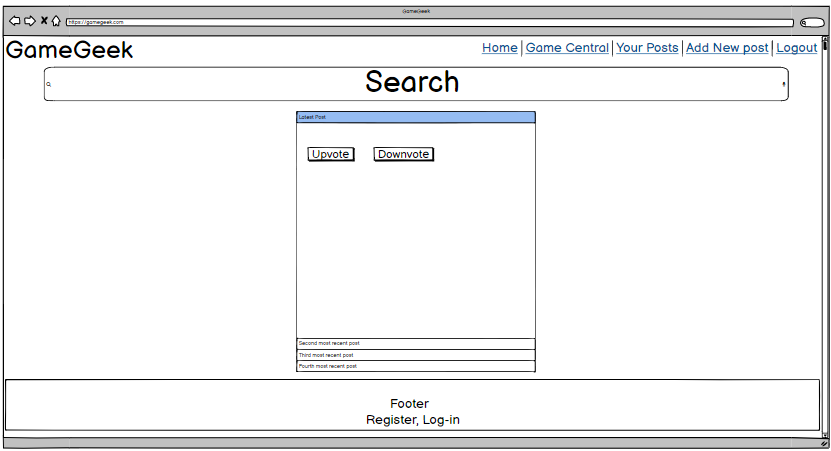 GameGeek
https://gamegeek.com
GameGeek
Home | Game Central | Your Posts | Add New post | Logout
Search
Latest Post
Upvote Downvote
Second most recent post
Third most recent post
Fourth most recent post
Footer
Register, Log-in